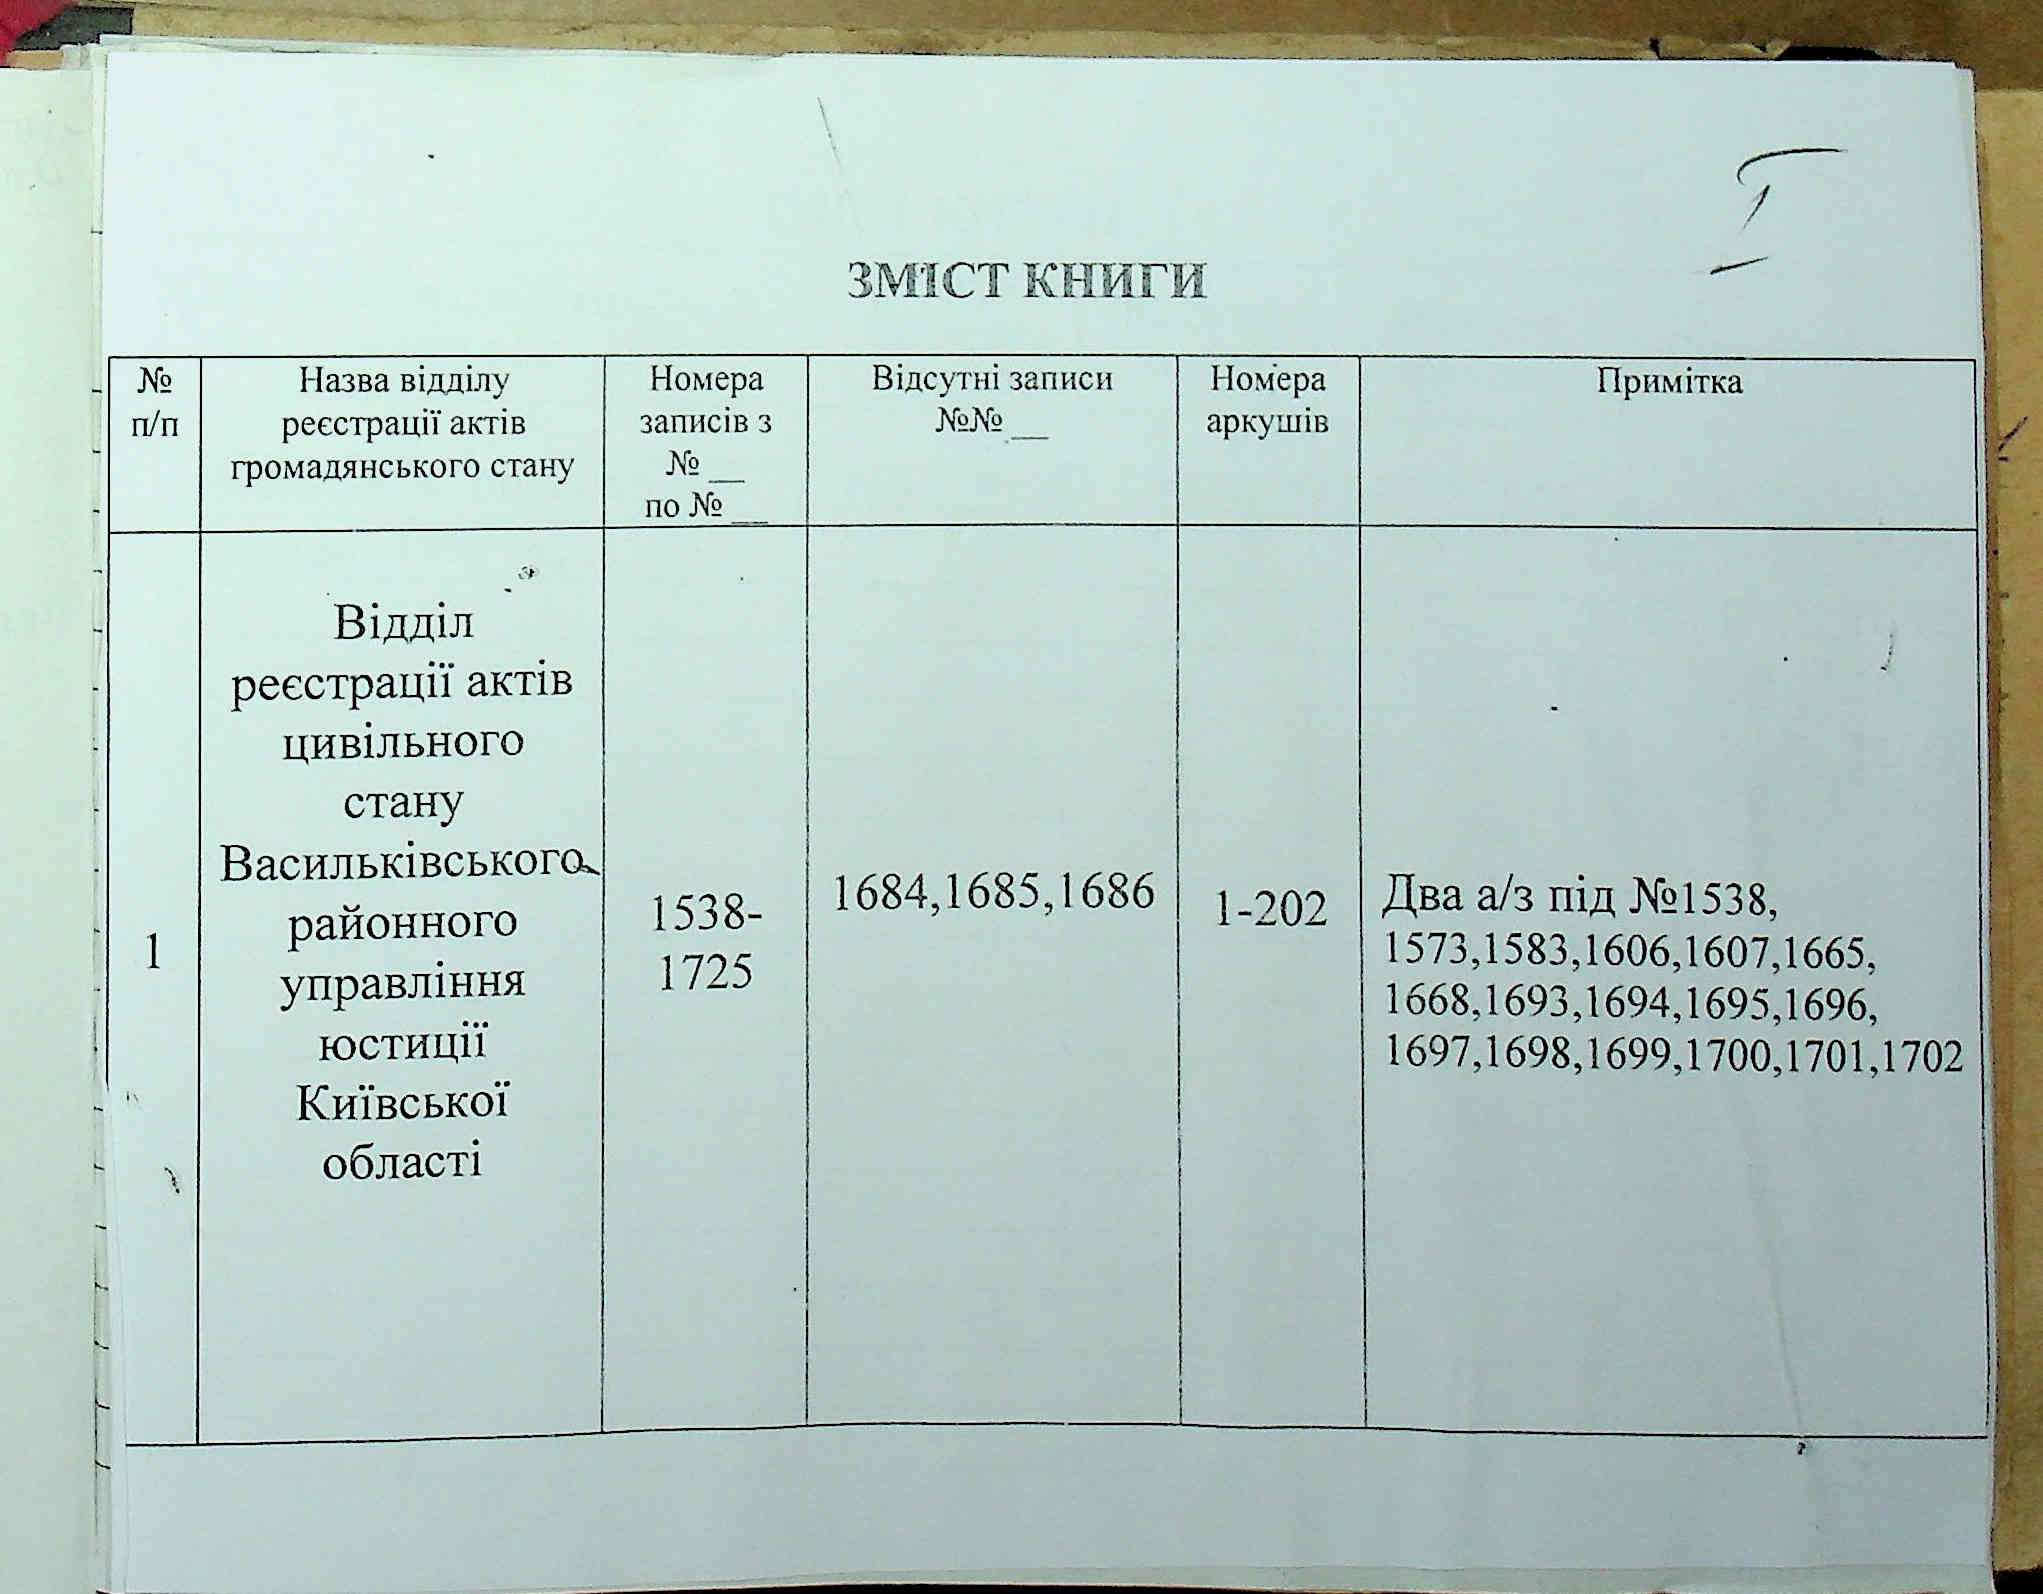 I
ЗМІСТ КНИГИ
№
п/п
Назва відділу
реєстрації актів
громадянського стану
Номера
записів з
№ __
по № __
Відсутні записи
№№ __
Номера
аркушів
Примітка
1
Відділ
реєстрації актів
цивільного
стану
Васильківського
районного
управління
юстиції
Київської
області
1538-
1725
1684,1685,1686
1-202
Два а/з під №1538,
1573,1583,1606,1607,1665,
1668,1693,1694,1695,1696,
1697,1698,1699,1700,1701,1702